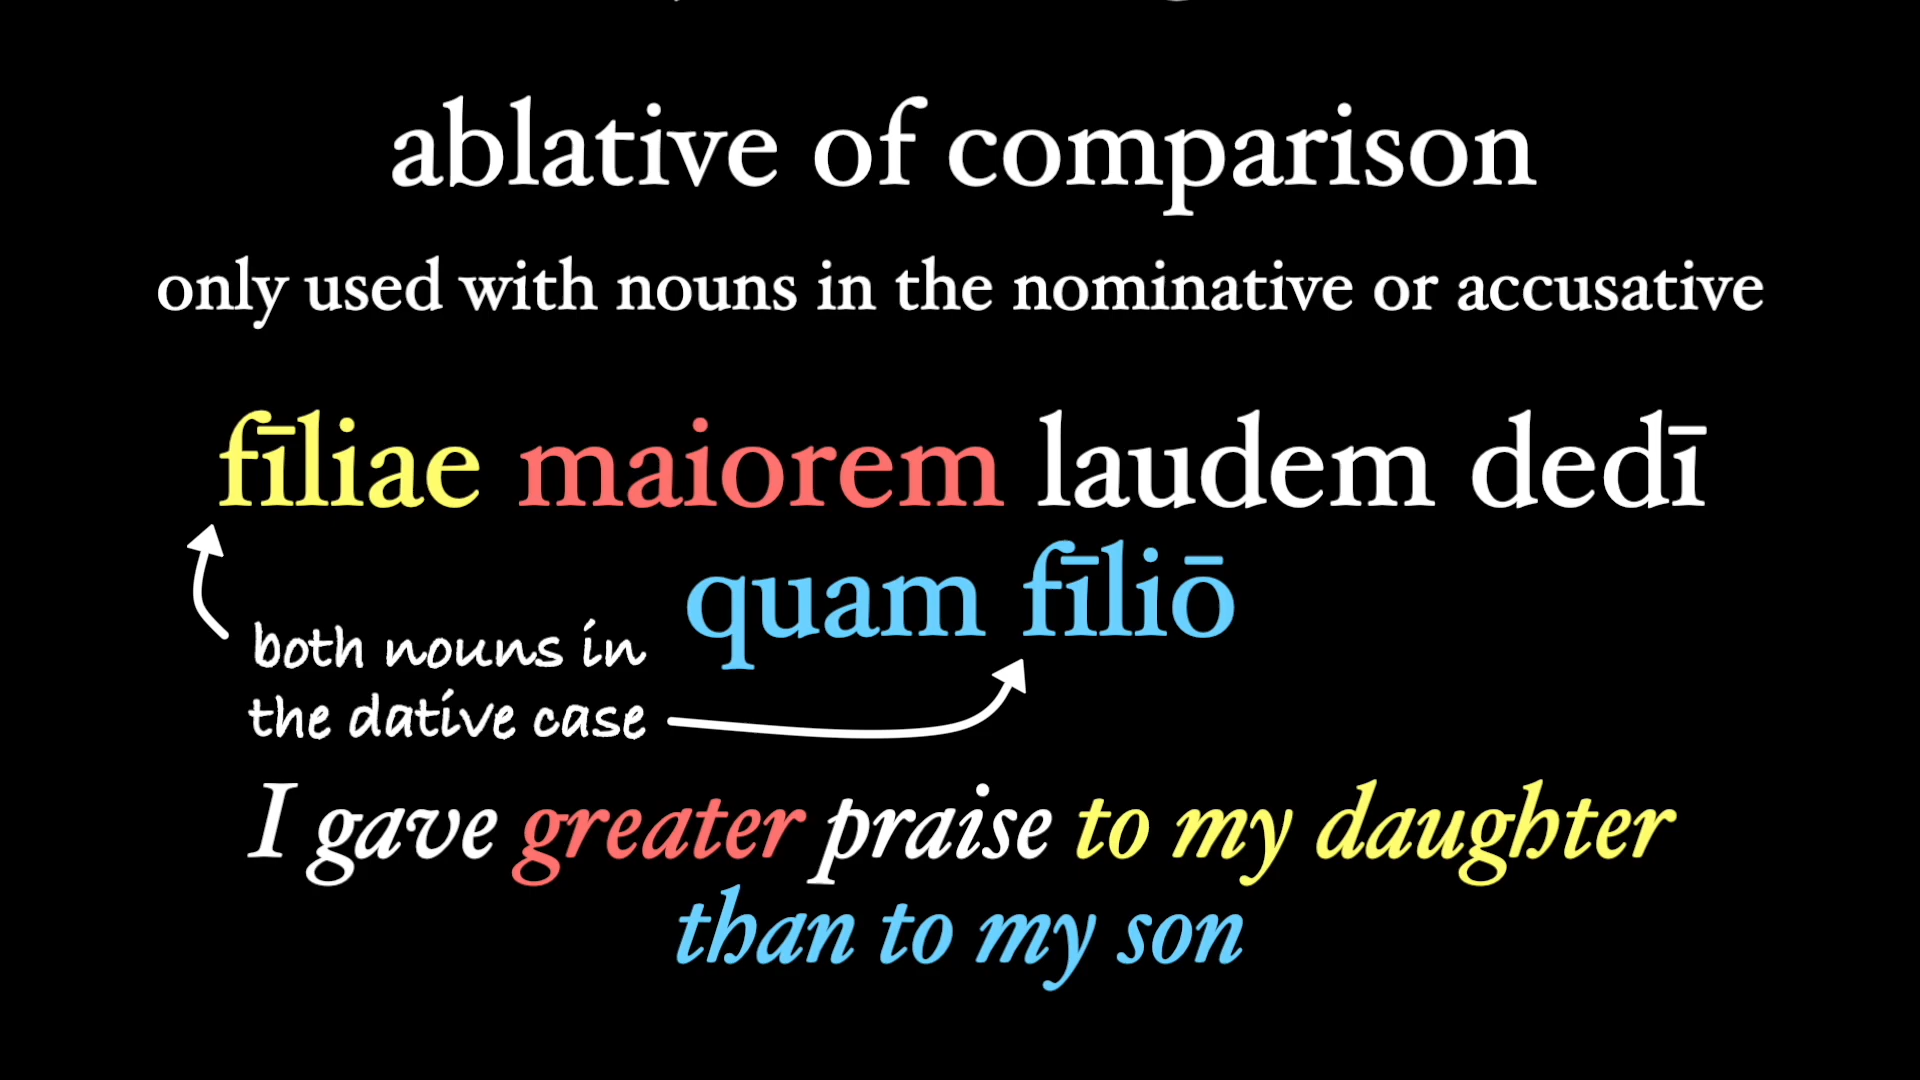 ablative of comparison
only used with nouns in the nominative or accusative
fīliae maiorem laudem dedī
quam fīliō
both nouns in
the dative case
I gave greater praise to my daughter
than to my son